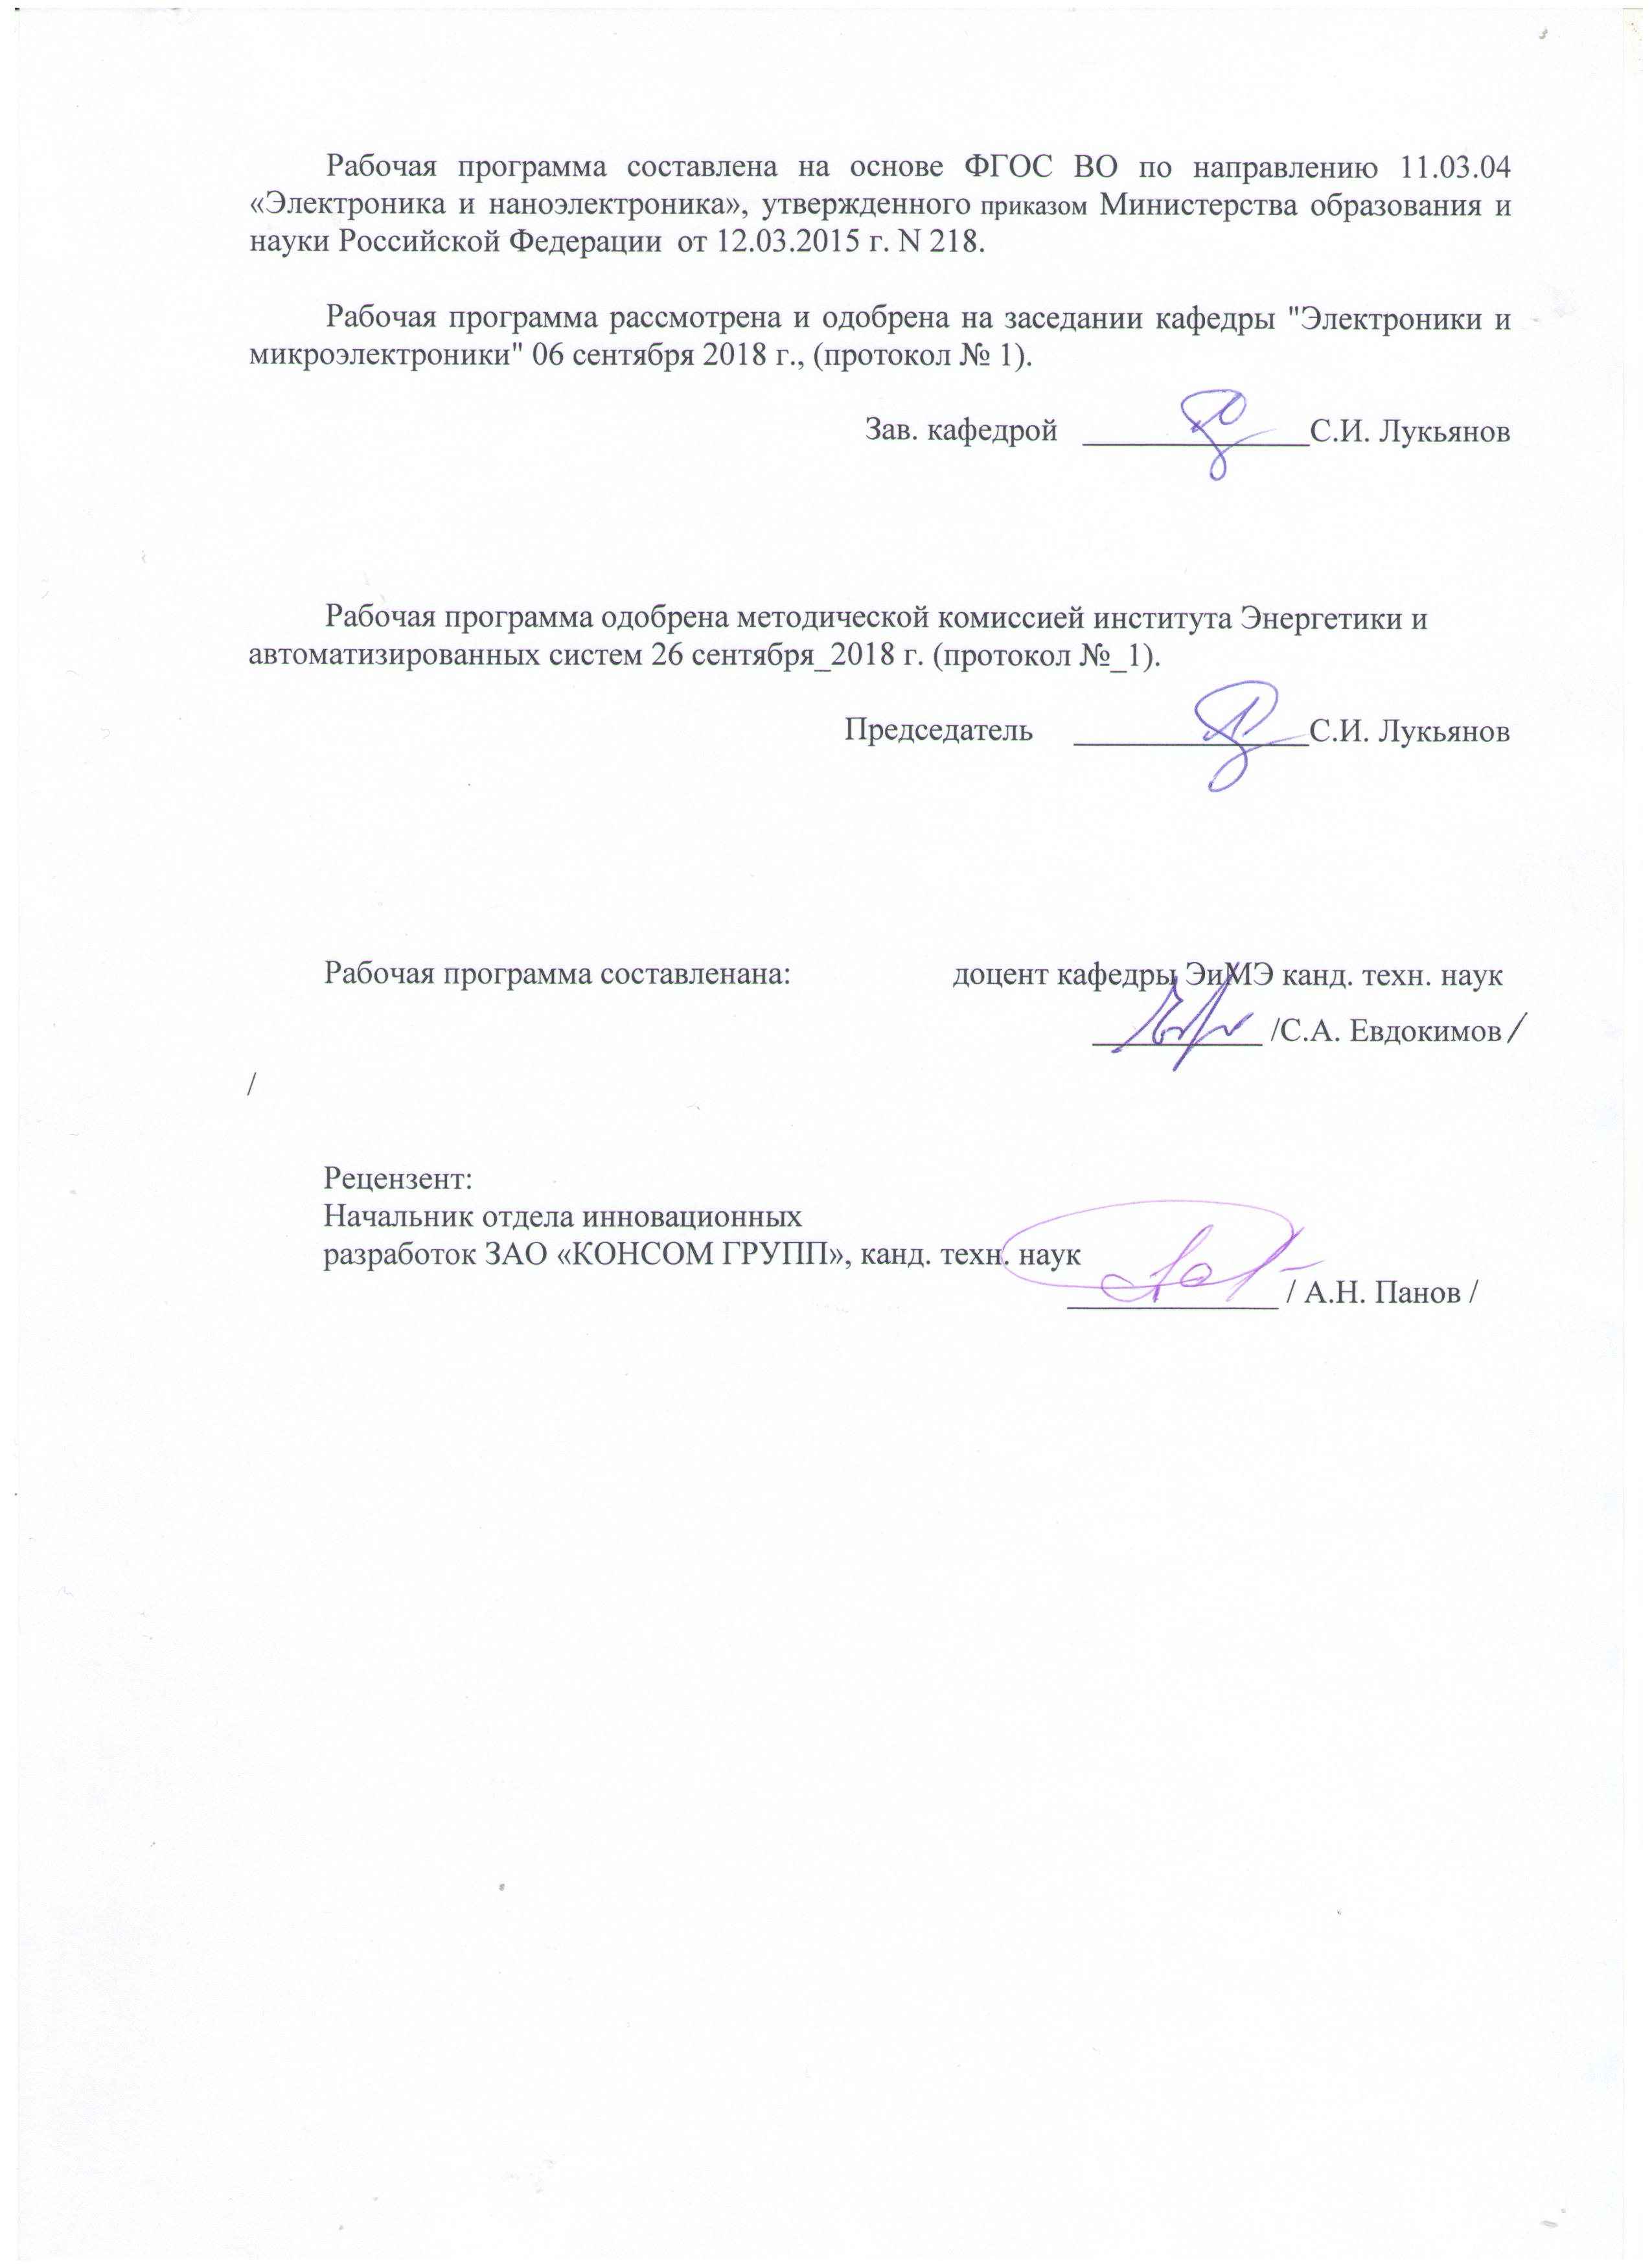 Рабочая программа составлена на основе ФГОС ВО по направлению 11.03.04
«Электроника и наноэлектроника», утвержденного приказом Министерства образования и
науки Российской Федерации от 12.03.2015 г. N 218.
Рабочая программа рассмотрена и одобрена на заседании кафедры "Электроники и
микроэлектроники" 06 сентября 2018 г., (протокол № 1).
Зав. кафедрой ______________С.И. Лукьянов
Рабочая программа одобрена методической комиссией института Энергетики и
автоматизированных систем 26 сентября_2018 г. (протокол №_1).
Председатель ______________С.И. Лукьянов
Рабочая программа составленана: доцент кафедры ЭиМЭ канд. техн. наук
___________ /С.А. Евдокимов /
/
Рецензент:
Начальник отдела инновационных
разработок ЗАО «КОНСОМ ГРУПП», канд. техн. наук
_____________ / А.Н. Панов /